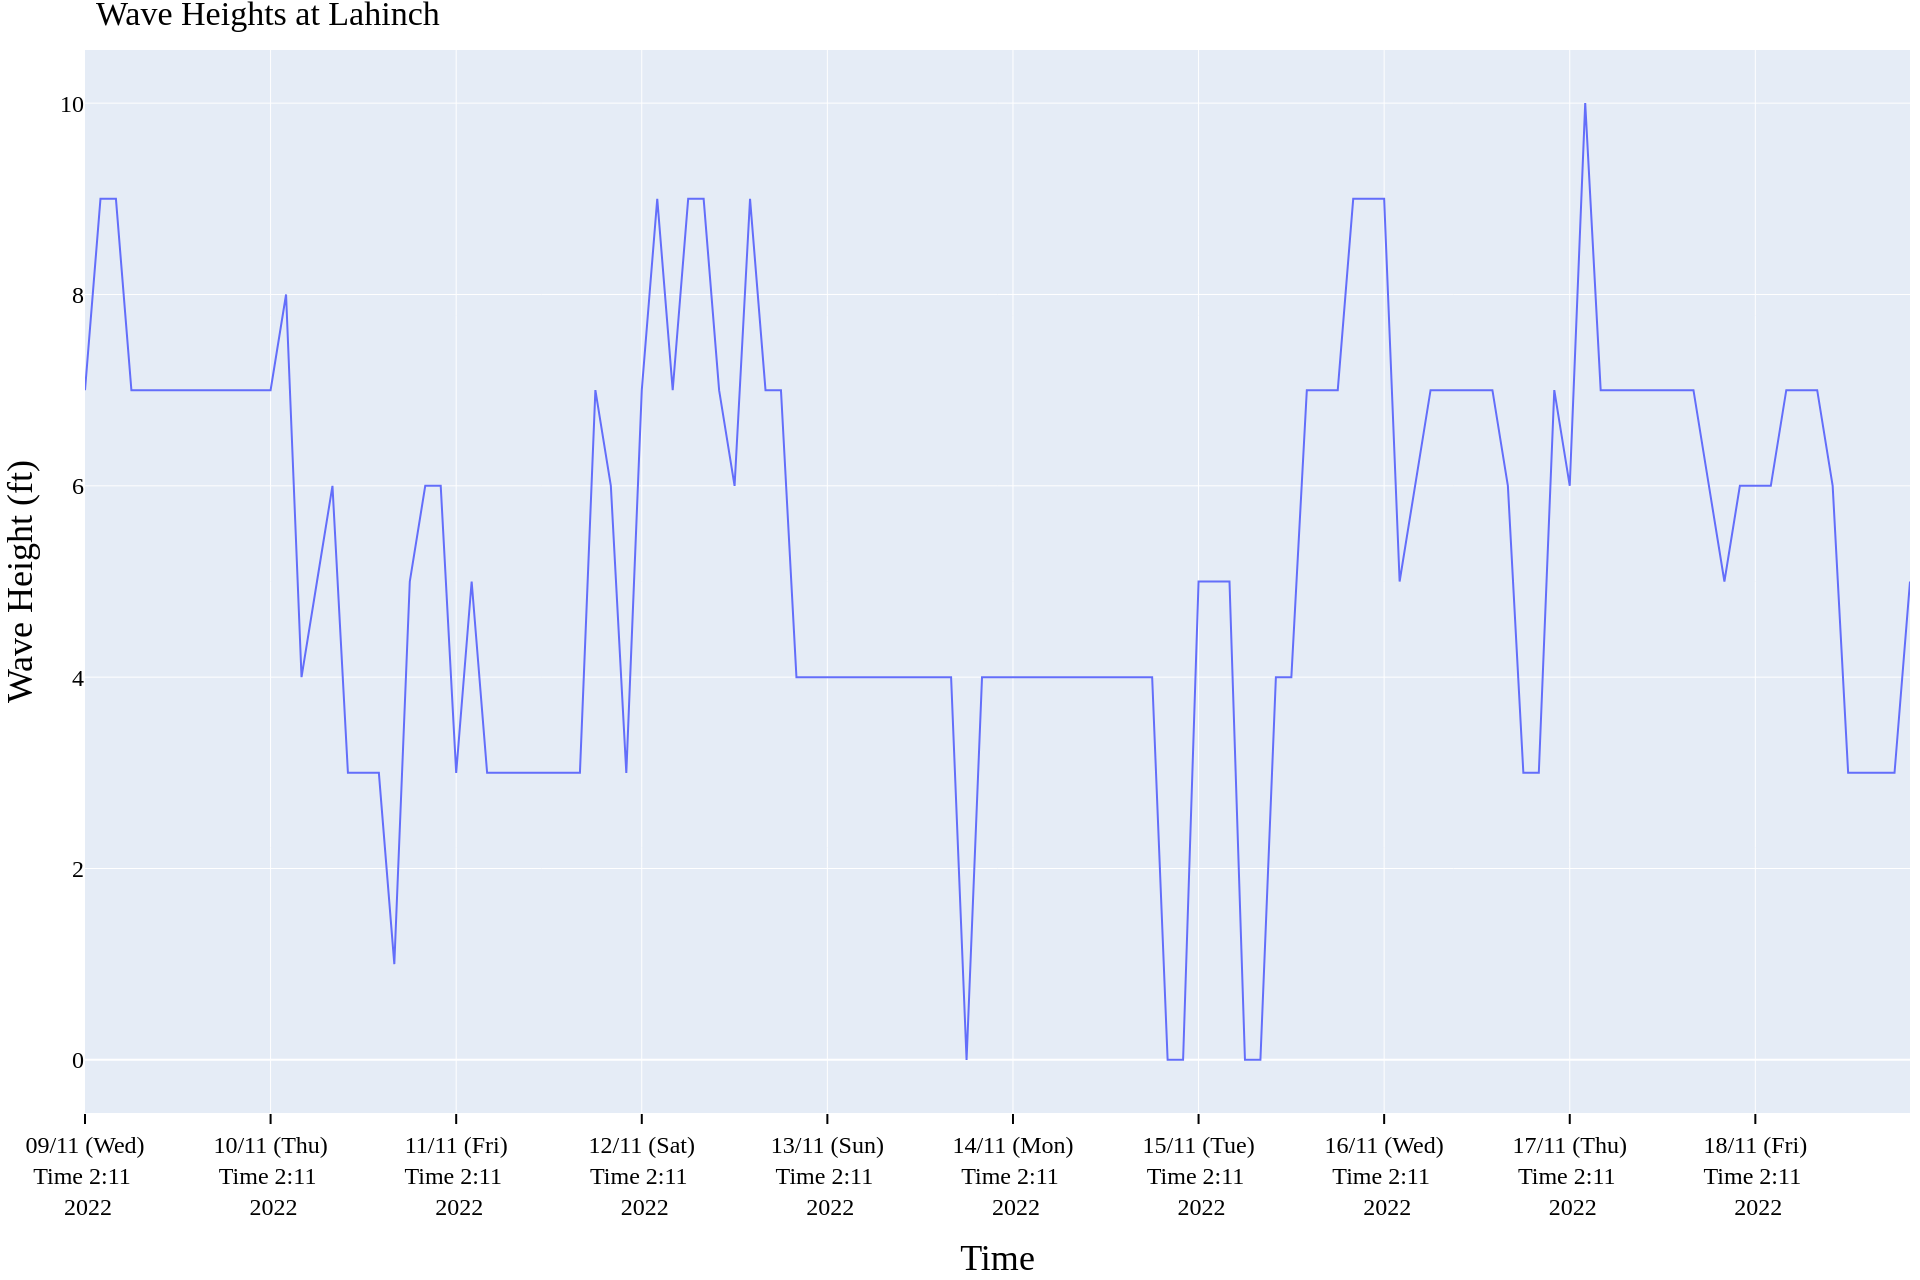 Wave Heights at Lahinch
Wave Height (ft)
10
8
6
4
2
0
09/11 (Wed)
Time 2:11
2022
10/11 (Thu)
Time 2:11
2022
11/11 (Fri)
Time 2:11
2022
12/11 (Sat)
Time 2:11
2022
13/11 (Sun)
Time 2:11
2022
14/11 (Mon)
Time 2:11
2022
15/11 (Tue)
Time 2:11
2022
16/11 (Wed)
Time 2:11
2022
17/11 (Thu)
Time 2:11
2022
18/11 (Fri)
Time 2:11
2022
Time